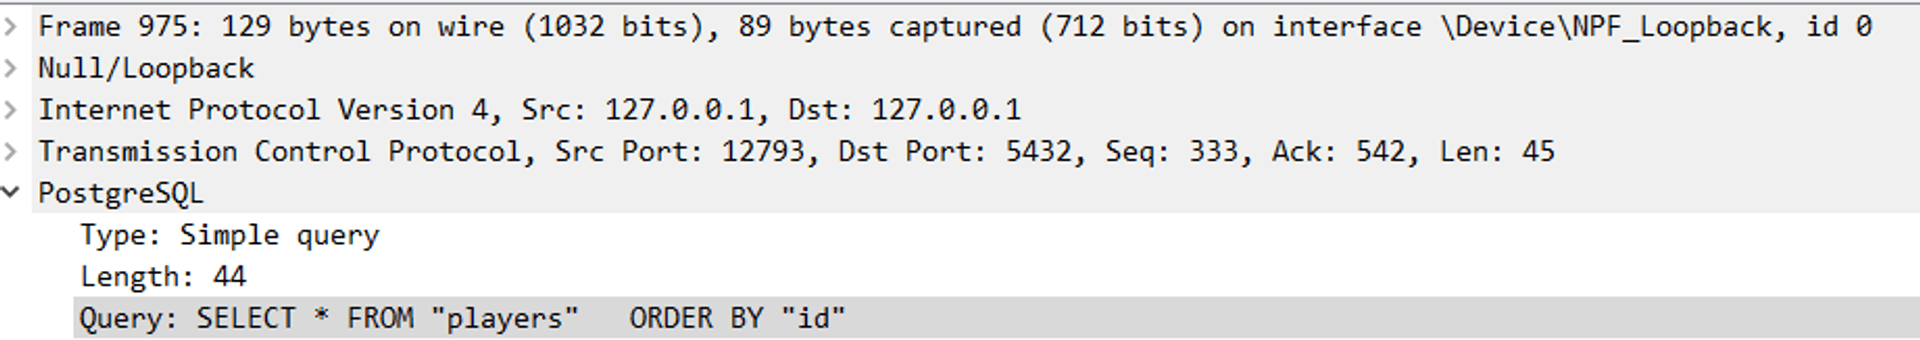 Frame 975: 129 bytes on wire (1032 bits), 89 bytes captured (712 bits) on interface \Device\NPF_Loopback, id 0
Null/Loopback
Internet Protocol Version 4, Src: 127.0.0.1, Dst: 127.0.0.1
Transmission Control Protocol, Src Port: 12793, Dst Port: 5432, Seq: 333, Ack: 542, Len: 45
PostgreSQL
Type: Simple query
Length: 44
Query: SELECT * FROM "players"   ORDER BY "id"